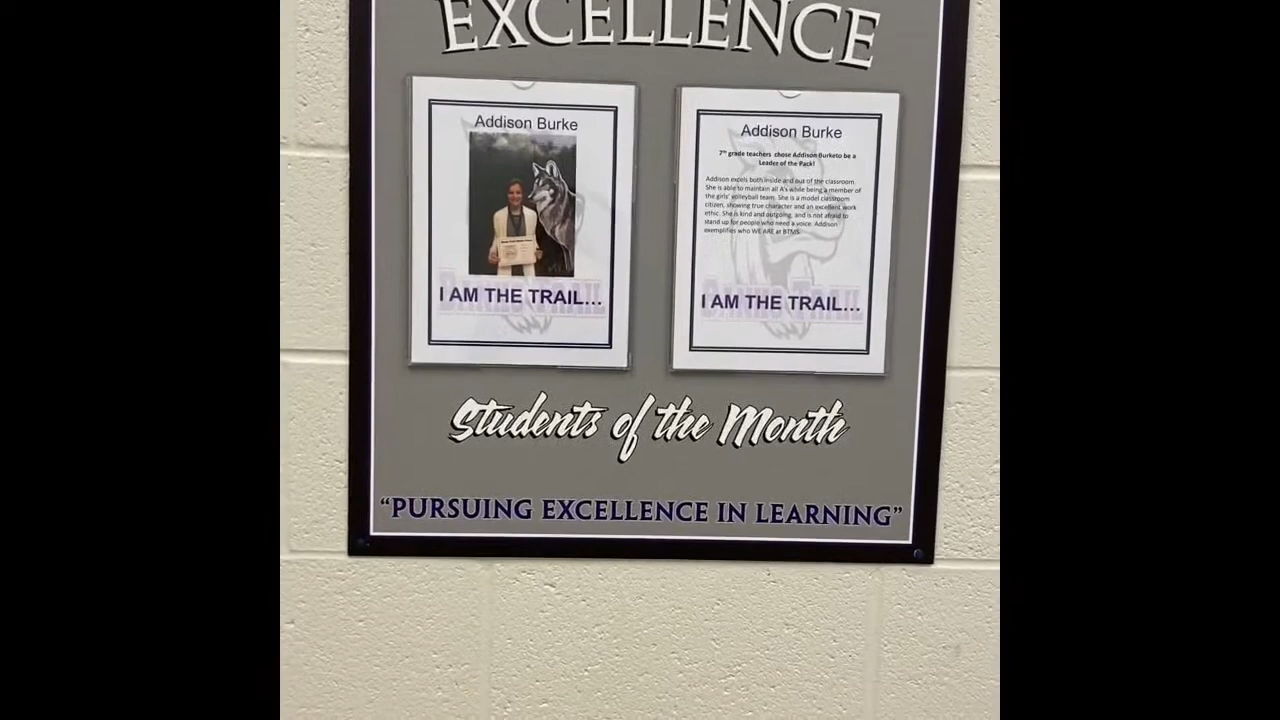 EXCELLENCE
Addison Burke
I AM THE TRAIL...
Addison Burke
7th grade teachers chose Addison Burketo be a
Leader of the Pack!
Addison excels both inside and out of the classroom.
She is able to maintain all A's while being a member of
the girls' volleyball team. She is a model classroom
citizen, showing true character and an excellent work
ethic. She is kind and outgoing, and is not afraid to
stand up for people who need a voice. Addison
exemplifies who WE ARE at BTMS.
I AM THE TRAIL...
Students of the Month
"PURSUING EXCELLENCE IN LEARNING"